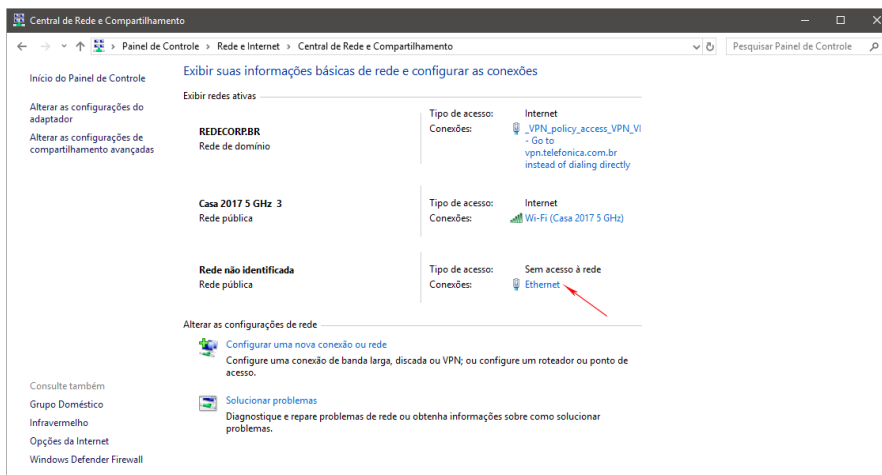 Central de Rede e Compartilhamento
Painel de Controle › Rede e Internet › Central de Rede e Compartilhamento
Pesquisar Painel de Controle
Início do Painel de Controle
Alterar as configurações do
adaptador
Alterar as configurações de
compartilhamento avançadas
Exibir suas informações básicas de rede e configurar as conexões
Exibir redes ativas
REDECORP.BR
Rede de domínio
Tipo de acesso: Internet
Conexões: _VPN_policy_access_VPN_VI
- Go to
vpn.telefonica.com.br
instead of dialing directly
Casa 2017 5 GHz 3
Rede pública
Tipo de acesso: Internet
Conexões: Wi-Fi (Casa 2017 5 GHz)
Rede não identificada
Rede pública
Tipo de acesso: Sem acesso à rede
Conexões: Ethernet
Alterar as configurações de rede
Configurar uma nova conexão ou rede
Configure uma conexão de banda larga, discada ou VPN; ou configure um roteador ou ponto de
acesso.
Solucionar problemas
Diagnostique e repare problemas de rede ou obtenha informações sobre como solucionar
problemas.
Consulte também
Grupo Doméstico
Infravermelho
Opções da Internet
Windows Defender Firewall